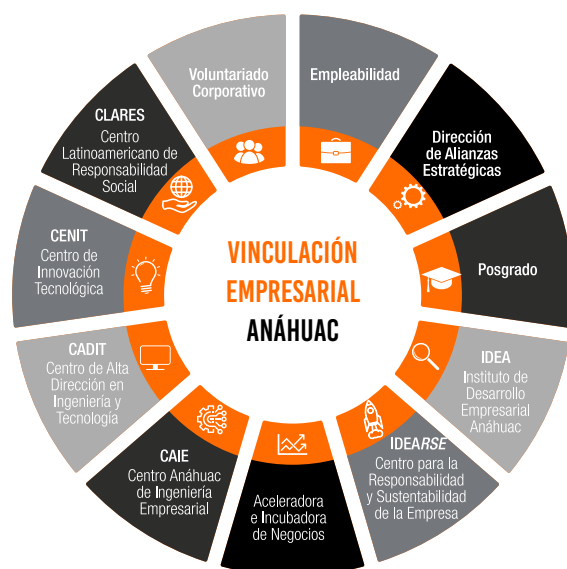 VINCULACIÓN
EMPRESARIAL
ANÁHUAC
Empleabilidad
Dirección
de Alianzas
Estratégicas
Posgrado
IDEA
Instituto de
Desarrollo
Empresarial
Anáhuac
IDEARSE
Centro para la
Responsabilidad
y Sustentabilidad
de la Empresa
Aceleradora
e Incubadora
de Negocios
CAIE
Centro Anáhuac
de Ingeniería
Empresarial
CADIT
Centro de Alta
Dirección en
Ingeniería y
Tecnología
CENIT
Centro de
Innovación
Tecnológica
CLARES
Centro
Latinoamericano de
Responsabilidad
Social
Voluntariado
Corporativo